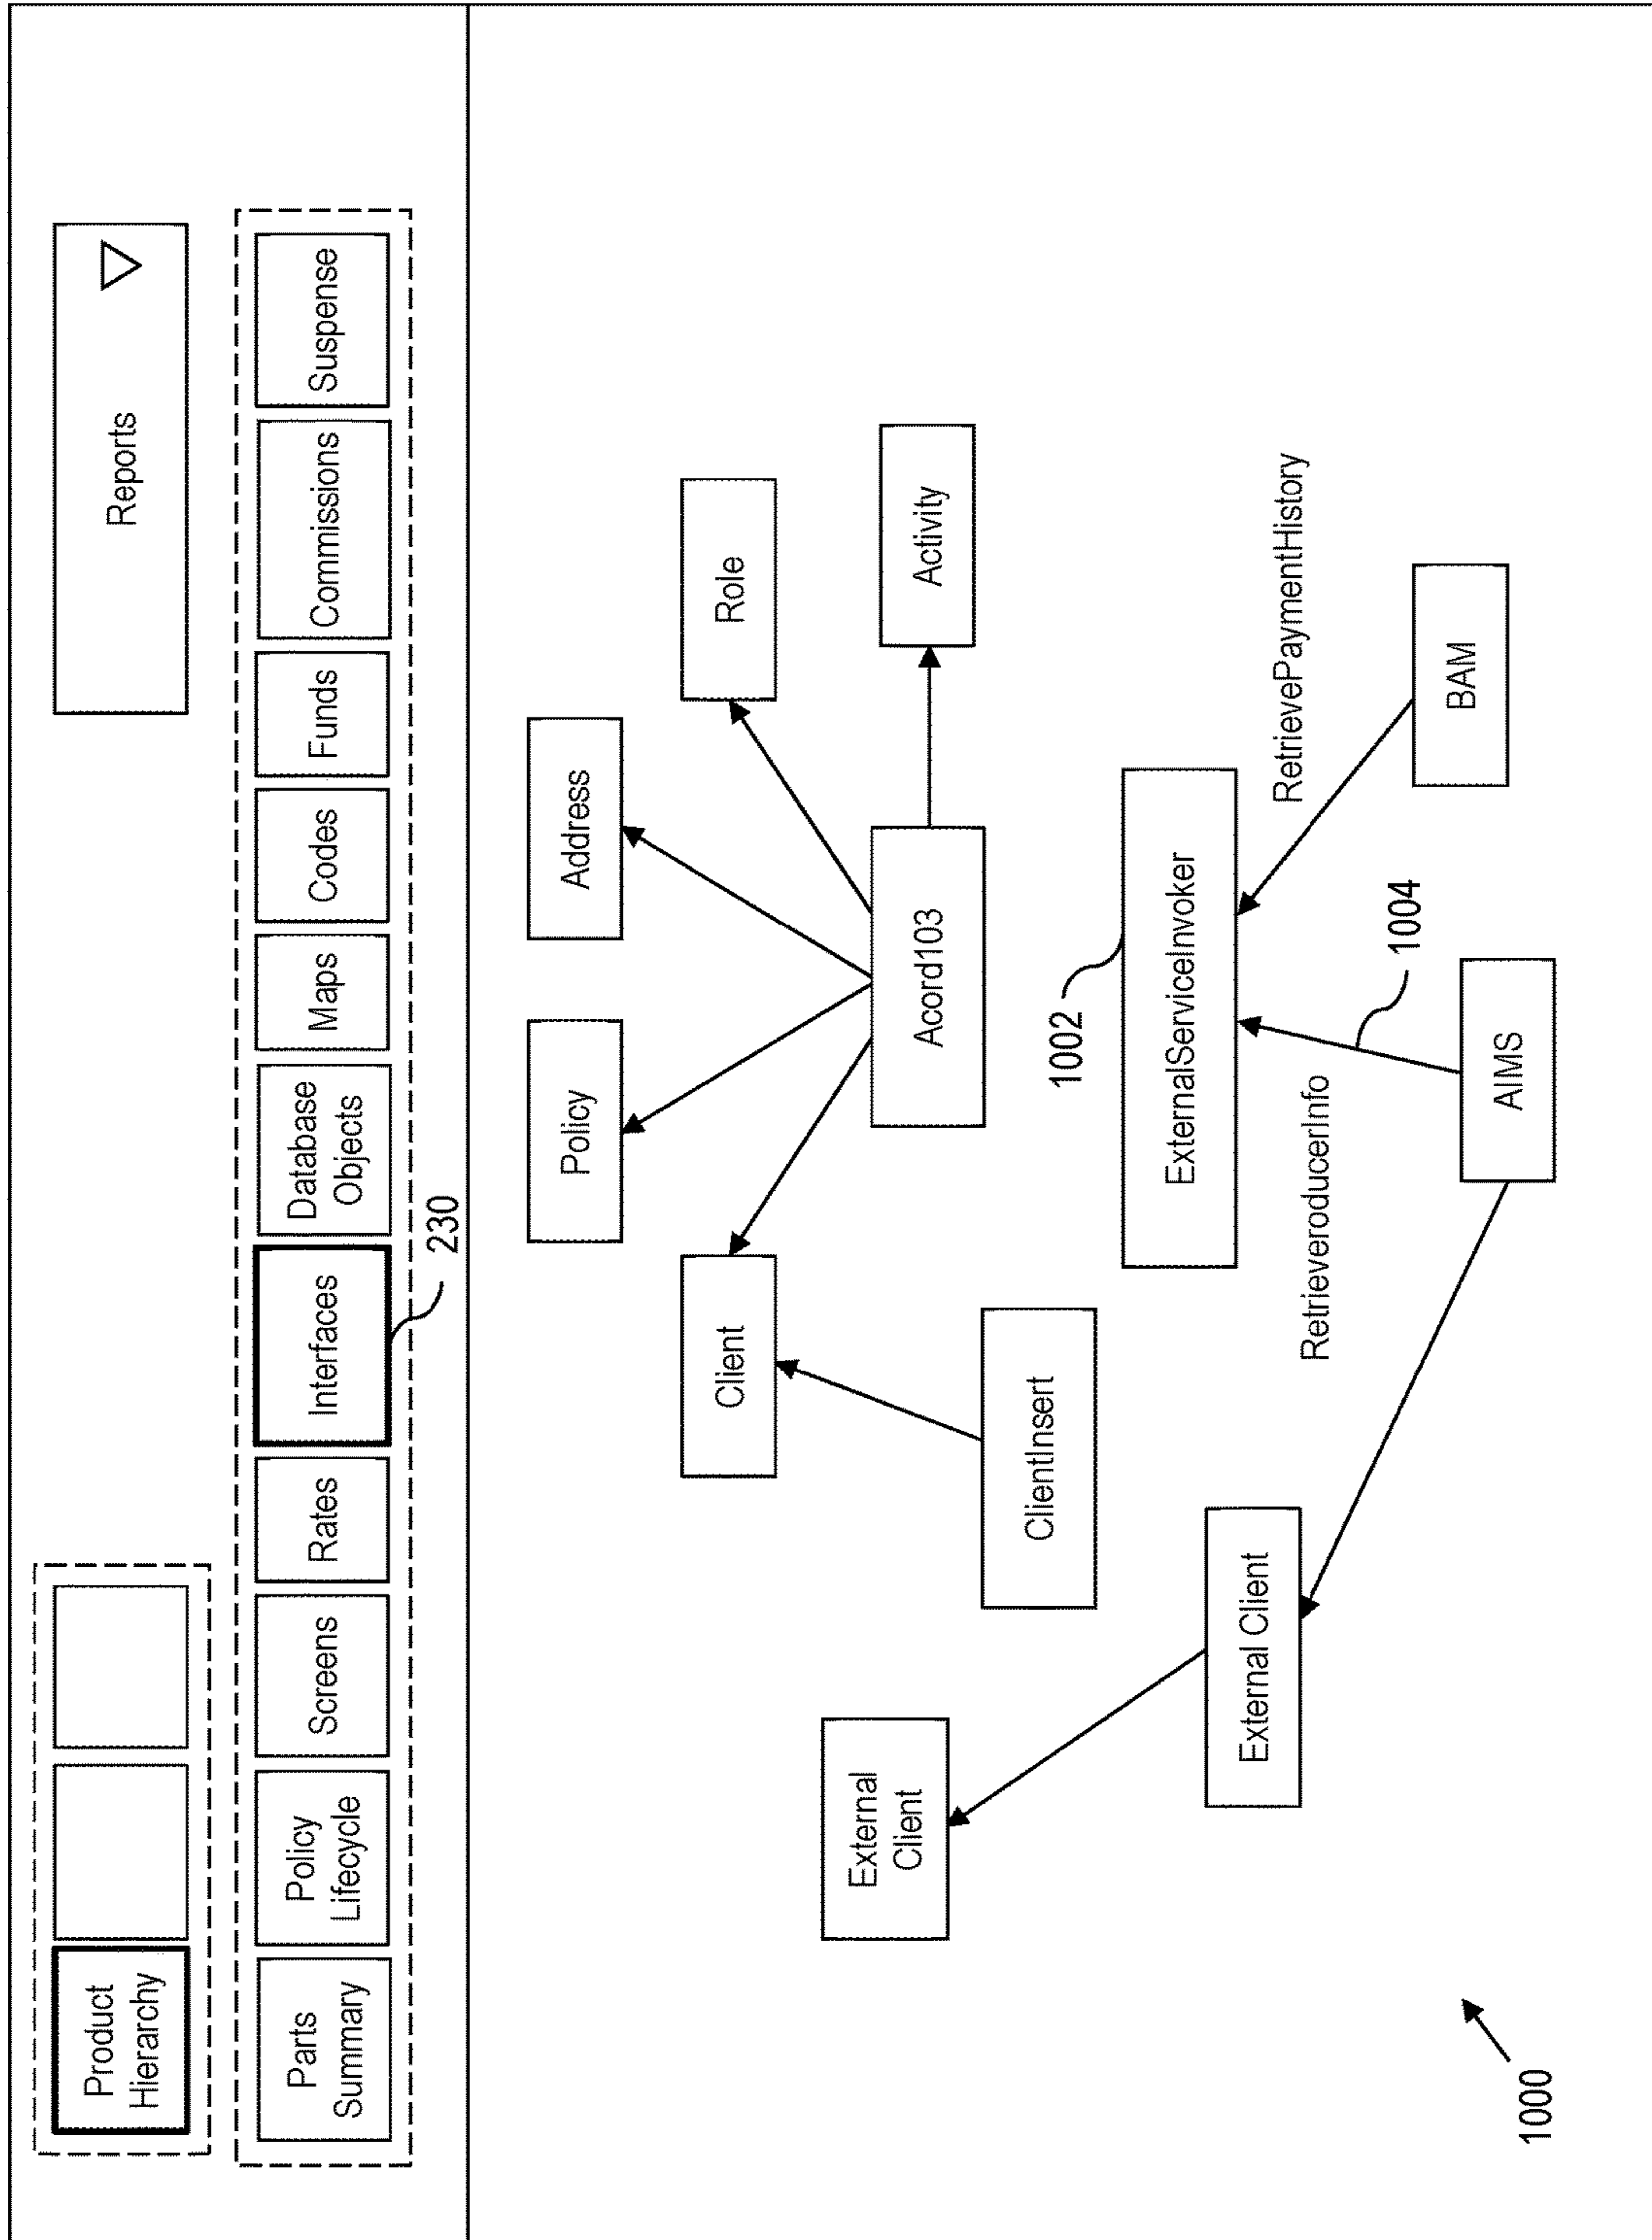 Product
Hierarchy
Reports
Parts
Summary
Policy
Lifecycle
Screens
Rates
Interfaces
Database
Objects
Maps
Codes
Funds
Commissions
Suspense
230
Policy
Address
Client
Role
External
Client
Acord103
Activity
ClientInsert
1002
ExternalServiceInvoker
External Client
RetrieveroducerInfo
1004
RetrievePaymentHistory
AIMS
BAM
1000